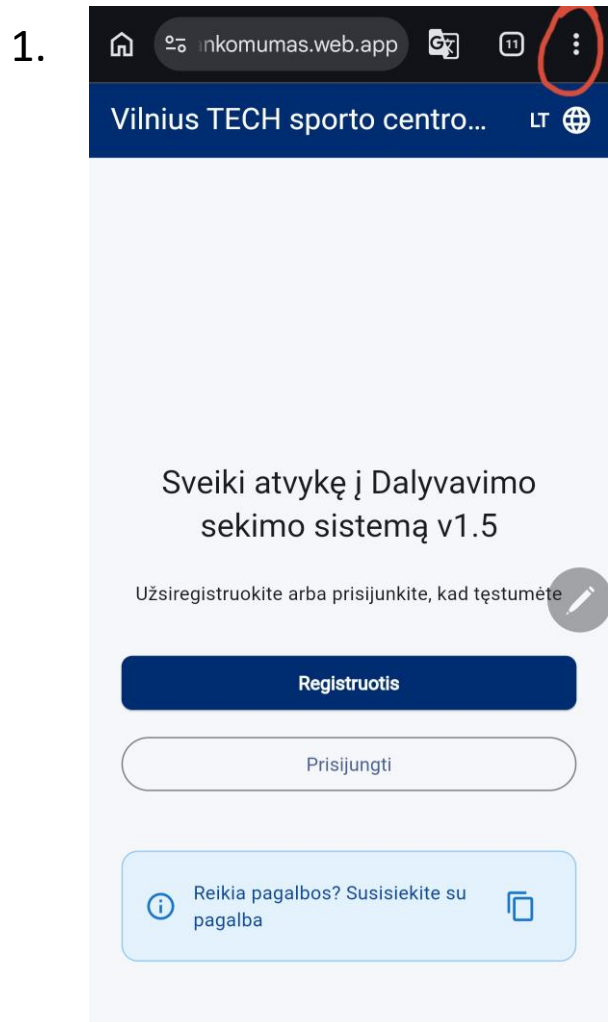 1.
nkomumas.web.app
11
Vilnius TECH sporto centro...
LT
Sveiki atvykę į Dalyvavimo
sekimo sistemą v1.5
Užsiregistruokite arba prisijunkite, kad tęstumėte
Registruotis
Prisijungti
Reikia pagalbos? Susisiekite su
pagalba